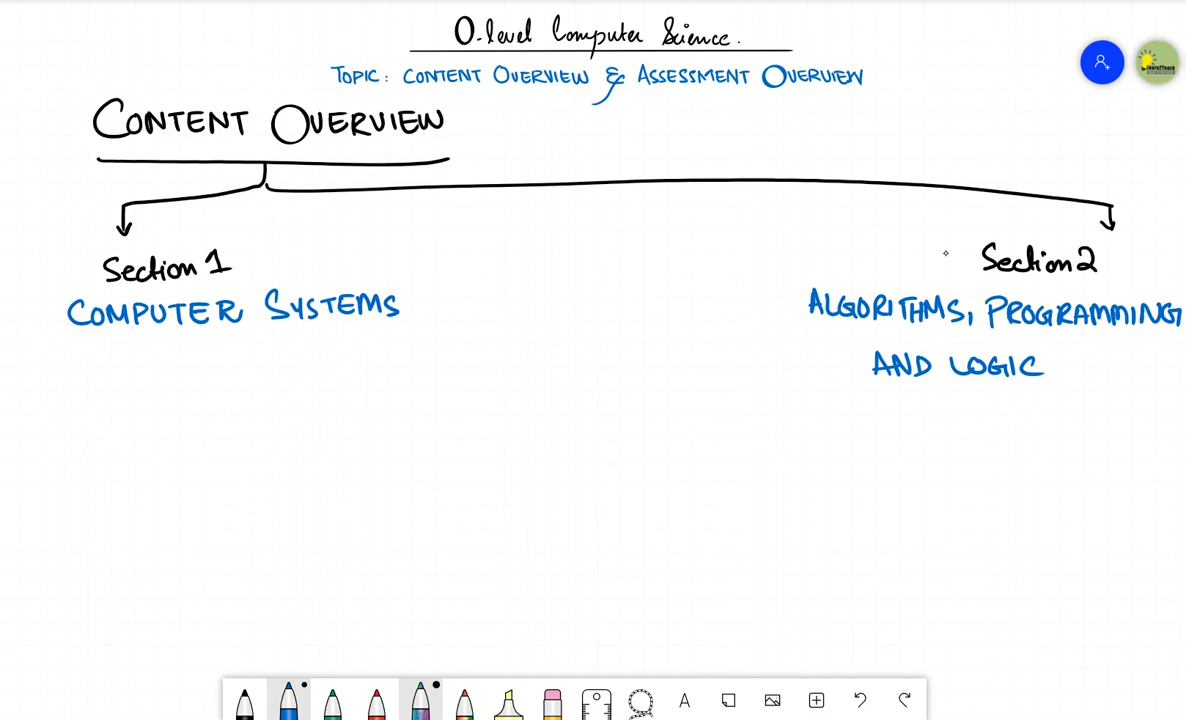 O-level Computer Science.
TOPIC: CONTENT OVERVIEW & ASSESSMENT OVERVIEW
CONTENT OVERVIEW
Section 1
COMPUTER SYSTEMS
Section 2
ALGORITHMS, PROGRAMMING
AND LOGIC
Learn2Teach
A